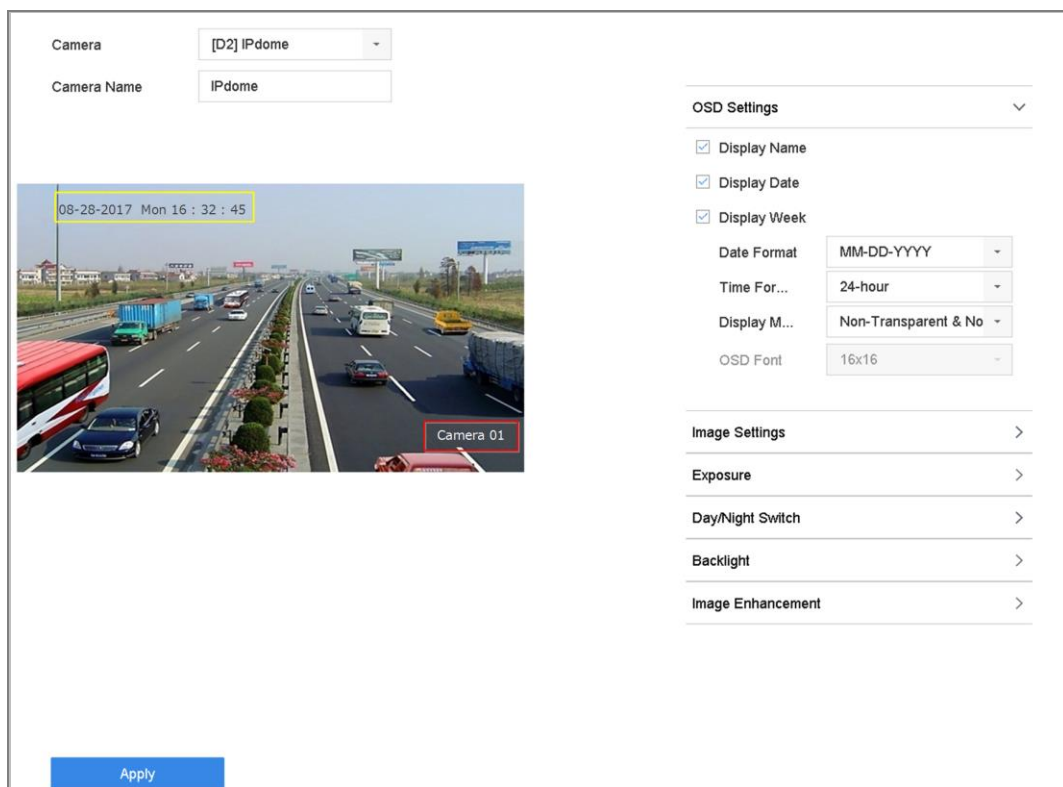 Camera
[D2] IPdome
Camera Name
IPdome
08-28-2017 Mon 16 : 32 : 45
Camera 01
OSD Settings
Display Name
Display Date
Display Week
Date Format
MM-DD-YYYY
Time For...
24-hour
Display M...
Non-Transparent & No
OSD Font
16x16
Image Settings
Exposure
Day/Night Switch
Backlight
Image Enhancement
Apply